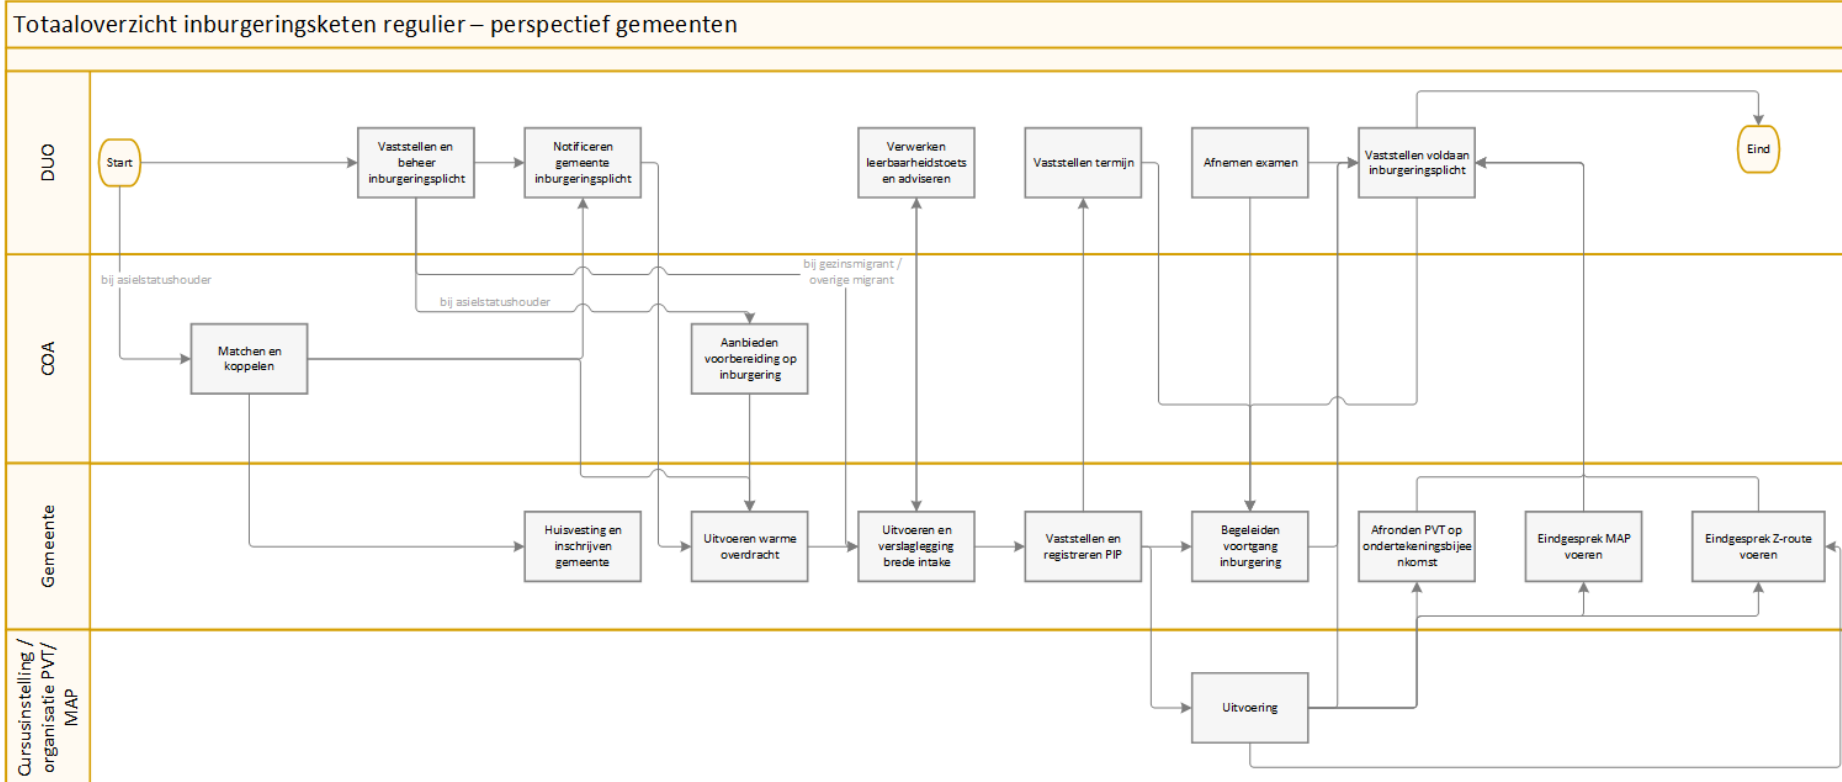 Totaaloverzicht inburgeringsketen regulier – perspectief gemeenten
DUO
Start
Vaststellen en
beheer
inburgeringsplicht
Notificeren
gemeente
inburgeringsplicht
Verwerken
leerbaarheidstoets
en adviseren
Vaststellen termijn
Afnemen examen
Vaststellen voldaan
inburgeringsplicht
Eind
COA
bij asielstatushouder
bij gezinsmigrant /
overige migrant
bij asielstatushouder
Matchen en
koppelen
Aanbieden
voorbereiding op
inburgering
Gemeente
Huisvesting en
inschrijven
gemeente
Uitvoeren warme
overdracht
Uitvoeren en
verslaglegging
brede intake
Vaststellen en
registreren PIP
Begeleiden
voortgang
inburgering
Afronden PVT op
ondertekeningsbijee
nkomst
Eindgesprek MAP
voeren
Eindgesprek Z-route
voeren
Cursusinstelling /
organisatie PVT/
MAP
Uitvoering